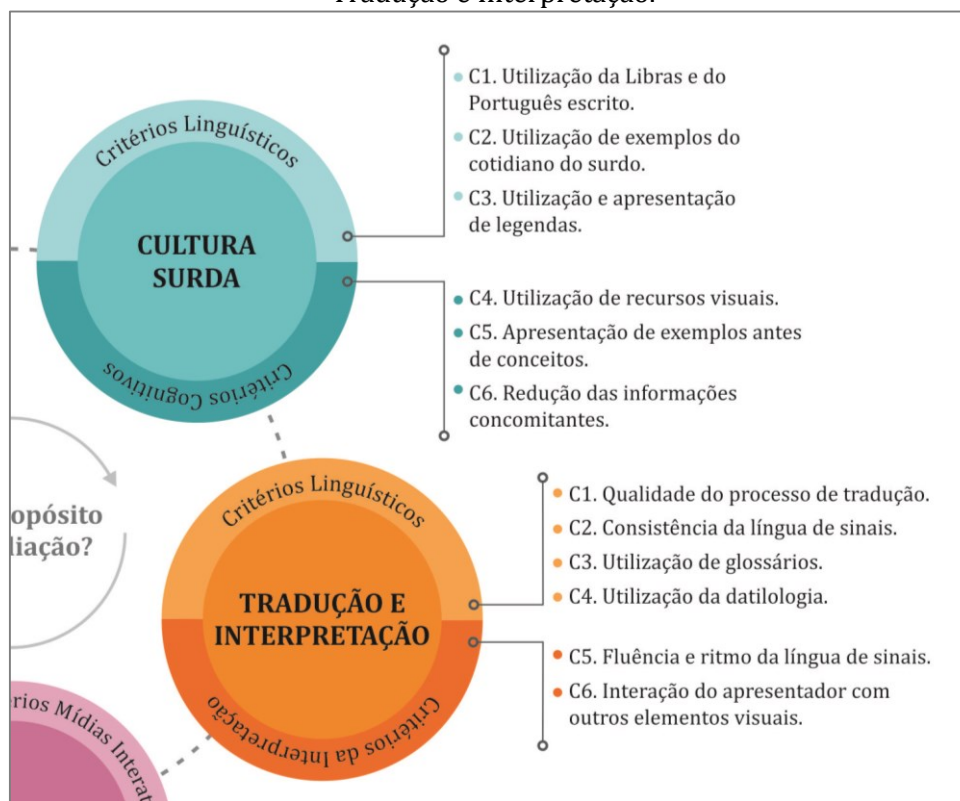 Tradução e Interpretação.
Critérios Linguísticos
CULTURA
SURDA
Critérios Cognitivos
C1. Utilização da Libras e do
Português escrito.
C2. Utilização de exemplos do
cotidiano do surdo.
C3. Utilização e apresentação
de legendas.
C4. Utilização de recursos visuais.
C5. Apresentação de exemplos antes
de conceitos.
C6. Redução das informações
concomitantes.
opósito
liação?
Critérios Linguísticos
TRADUÇÃO E
INTERPRETAÇÃO
Critérios da Interpretação
C1. Qualidade do processo de tradução.
C2. Consistência da língua de sinais.
C3. Utilização de glossários.
C4. Utilização da datilologia.
C5. Fluência e ritmo da língua de sinais.
C6. Interação do apresentador com
outros elementos visuais.
érios Mídias Interat